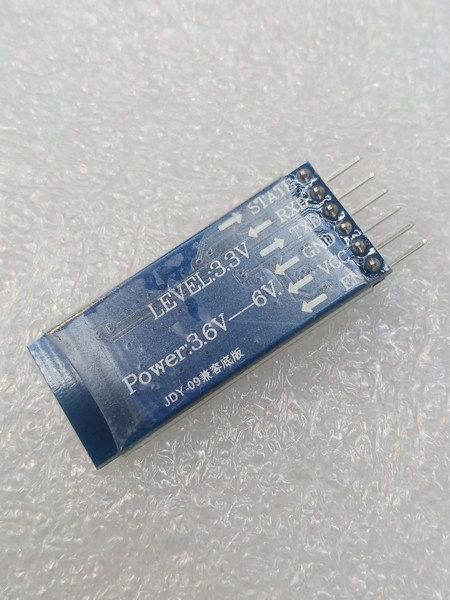 STATE
RXD
TXD
GND
VCC
EN
LEVEL:3.3V
Power:3.6V—6V.
JDY-09兼容底版